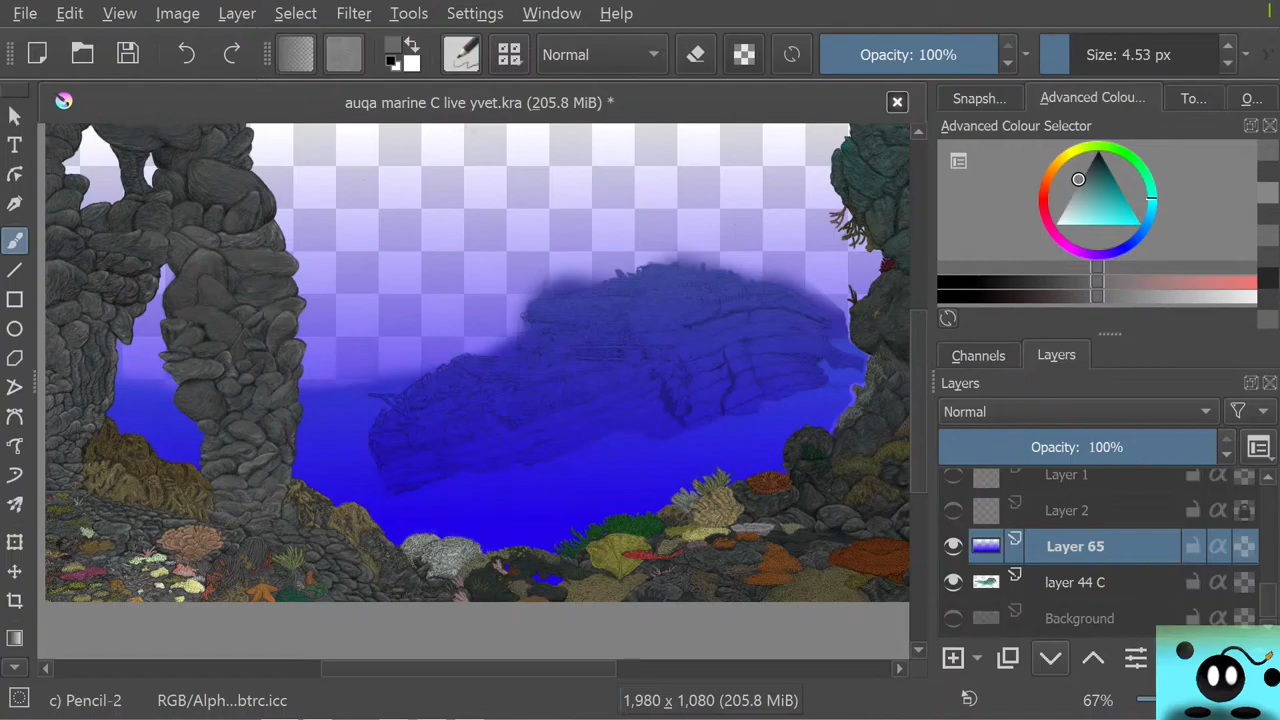 File Edit View Image Layer Select Filter Tools Settings Window Help
Normal Opacity: 100% Size: 4.53 px
auqa marine C live yvet.kra (205.8 MiB) *
Snapsh... Advanced Colou... To... O...
Advanced Colour Selector
Channels Layers
Layers
Normal
Opacity: 100%
Layer 1
Layer 2
Layer 65
layer 44 C
Background
c) Pencil-2 RGB/Alph...btrc.icc 1,980 x 1,080 (205.8 MiB) 67%